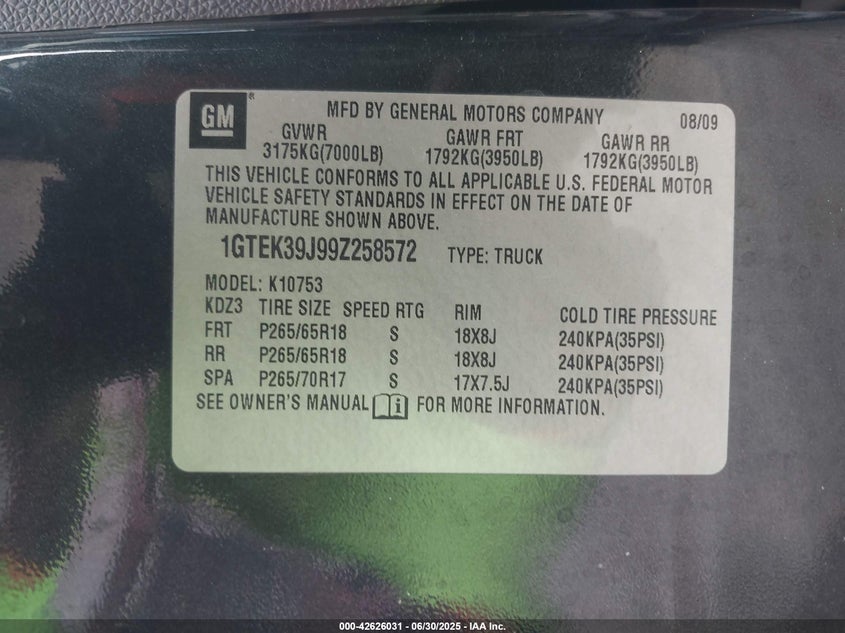 GM ®
MFD BY GENERAL MOTORS COMPANY 08/09
GVWR GAWR FRT GAWR RR
3175KG(7000LB) 1792KG(3950LB) 1792KG(3950LB)
THIS VEHICLE CONFORMS TO ALL APPLICABLE U.S. FEDERAL MOTOR
VEHICLE SAFETY STANDARDS IN EFFECT ON THE DATE OF
MANUFACTURE SHOWN ABOVE.
1GTEK39J99Z258572 TYPE: TRUCK
MODEL: K10753
KDZ3 TIRE SIZE SPEED RTG RIM COLD TIRE PRESSURE
FRT P265/65R18 S 18X8J 240KPA(35PSI)
RR P265/65R18 S 18X8J 240KPA(35PSI)
SPA P265/70R17 S 17X7.5J 240KPA(35PSI)
SEE OWNER'S MANUAL i FOR MORE INFORMATION.
000-42626031 - 06/30/2025 - IAA Inc.